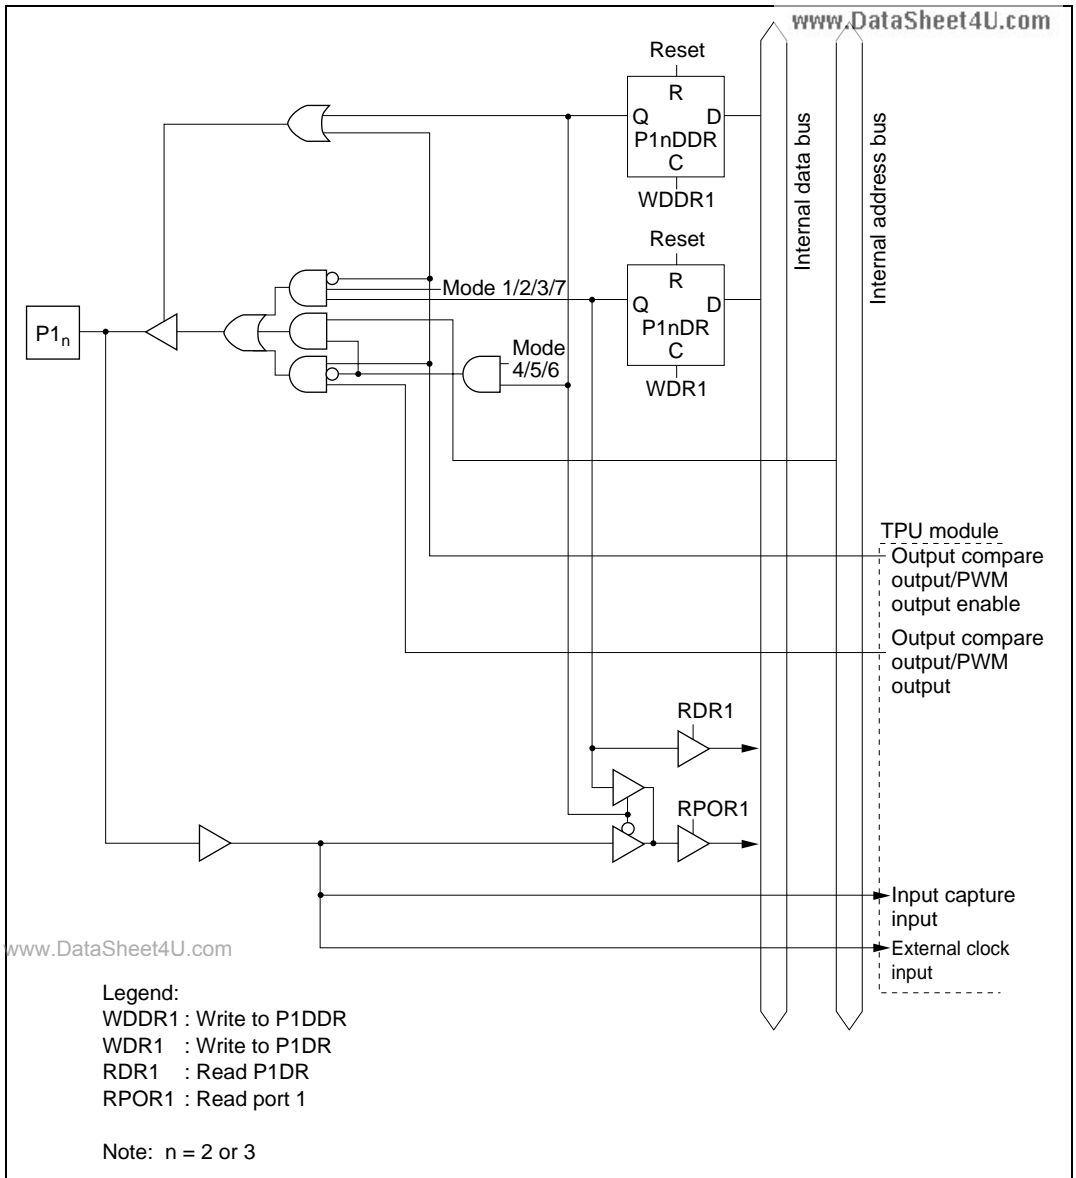 www.DataSheet4U.com
Reset
R
Q D
P1nDDR
C
WDDR1
Reset
R
Q D
P1nDR
C
WDR1
Internal data bus
Internal address bus
Mode 1/2/3/7
Mode
4/5/6
P1n
TPU module
Output compare
output/PWM
output enable
Output compare
output/PWM
output
RDR1
RPOR1
Input capture
input
External clock
input
www.DataSheet4U.com
Legend:
WDDR1 : Write to P1DDR
WDR1 : Write to P1DR
RDR1 : Read P1DR
RPOR1 : Read port 1
Note: n = 2 or 3